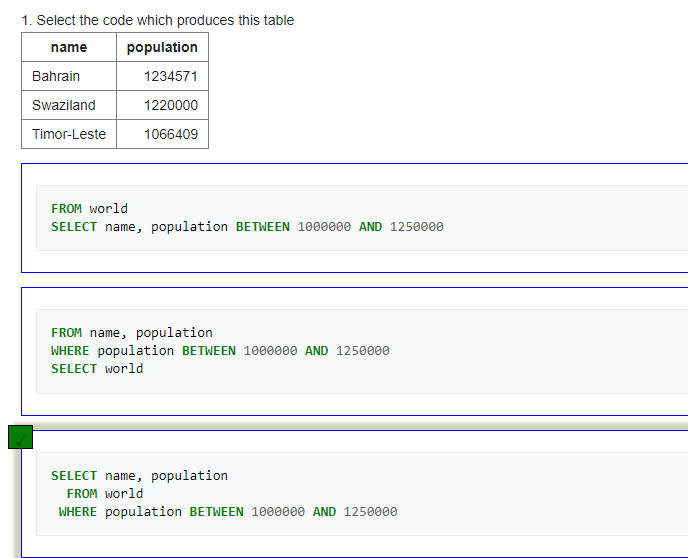 1. Select the code which produces this table
name population
Bahrain 1234571
Swaziland 1220000
Timor-Leste 1066409
FROM world
SELECT name, population BETWEEN 1000000 AND 1250000
FROM name, population
WHERE population BETWEEN 1000000 AND 1250000
SELECT world
✓
SELECT name, population
FROM world
WHERE population BETWEEN 1000000 AND 1250000